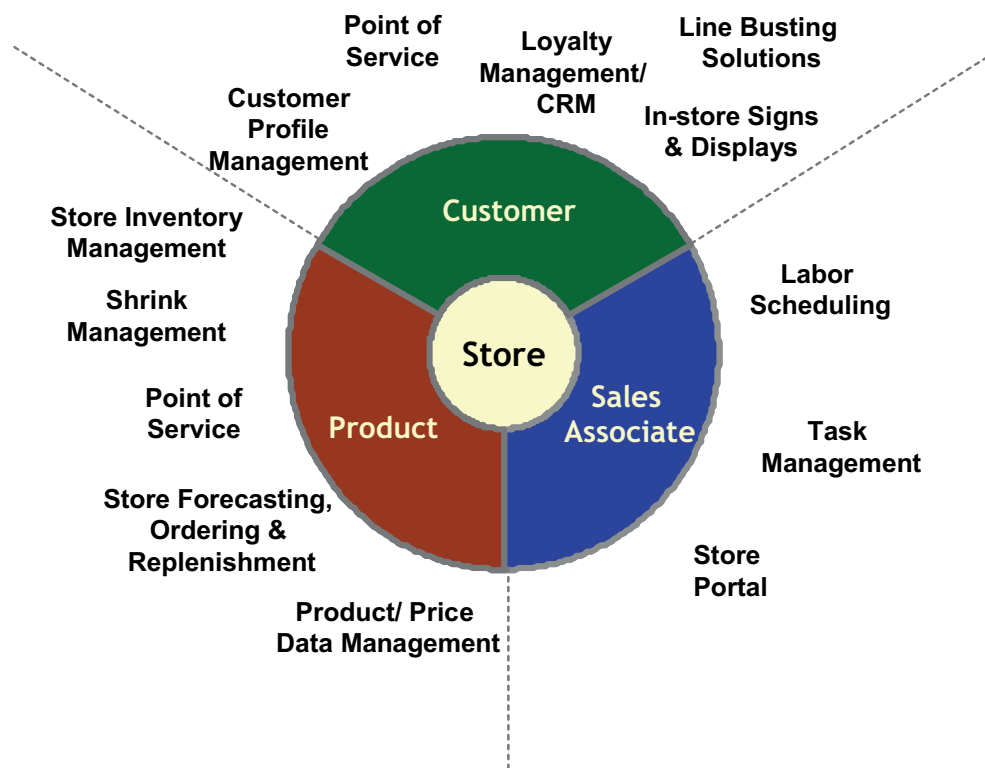 Point of
Service
Loyalty
Management/
CRM
Line Busting
Solutions
Customer
Profile
Management
In-store Signs
& Displays
Customer
Store Inventory
Management
Labor
Scheduling
Shrink
Management
Store
Point of
Service
Product
Sales
Associate
Task
Management
Store Forecasting,
Ordering &
Replenishment
Store
Portal
Product/ Price
Data Management